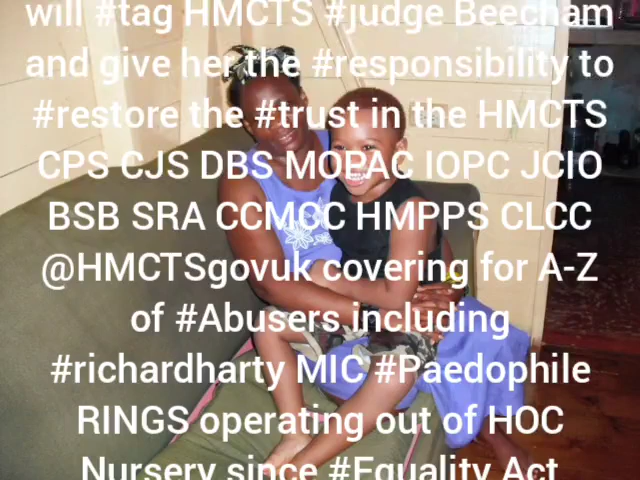 will #tag HMCTS #judge Beecham
and give her the #responsibility to
#restore the #trust in the HMCTS
CPS CJS DBS MOPAC IOPC JCIO
BSB SRA CCMCC HMPPS CLCC
@HMCTSgovuk covering for A-Z
of #Abusers including
#richardharty MIC #Paedophile
RINGS operating out of HOC
Nursery since #Equality Act